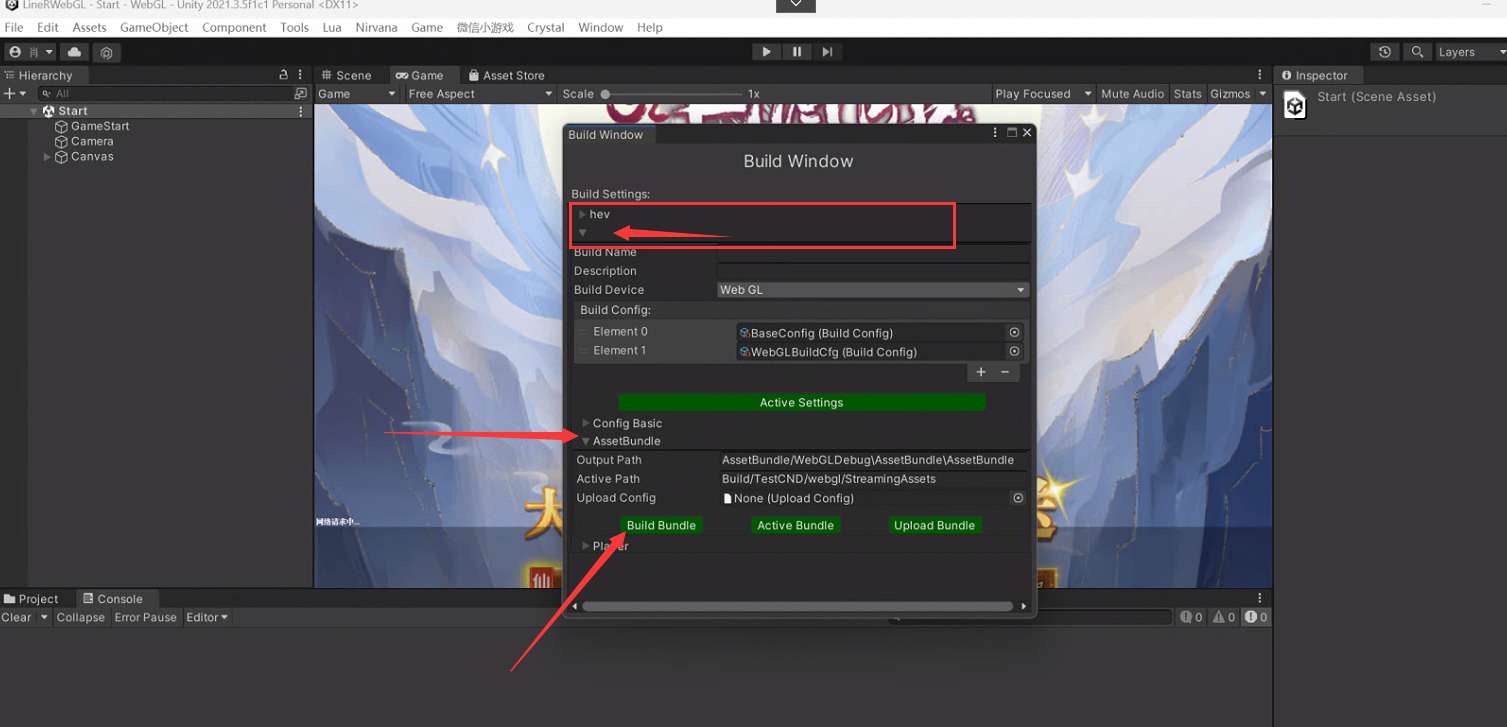 LineRWebGL - Start - WebGL - Unity 2021.3.5f1c1 Personal <DX11>
File Edit Assets GameObject Component Tools Lua Nirvana Game 微信小游戏 Crystal Window Help
肖 Layers
Hierarchy Scene Game Asset Store Inspector
All Game Free Aspect Scale 1x Play Focused Mute Audio Stats Gizmos Start (Scene Asset)
Start
GameStart
Camera
Canvas
Build Window
Build Window
Build Settings:
hev
Build Name
Description
Build Device Web GL
Build Config:
Element 0 BaseConfig (Build Config)
Element 1 WebGLBuildCfg (Build Config)
+ −
Active Settings
Config Basic
AssetBundle
Output Path AssetBundle/WebGLDebug\AssetBundle\AssetBundle
Active Path Build/TestCND/webgl/StreamingAssets
Upload Config None (Upload Config)
网络请求中...
大
Build Bundle Active Bundle Upload Bundle
Player
仙
Project Console
Clear Collapse Error Pause Editor 0 0 0